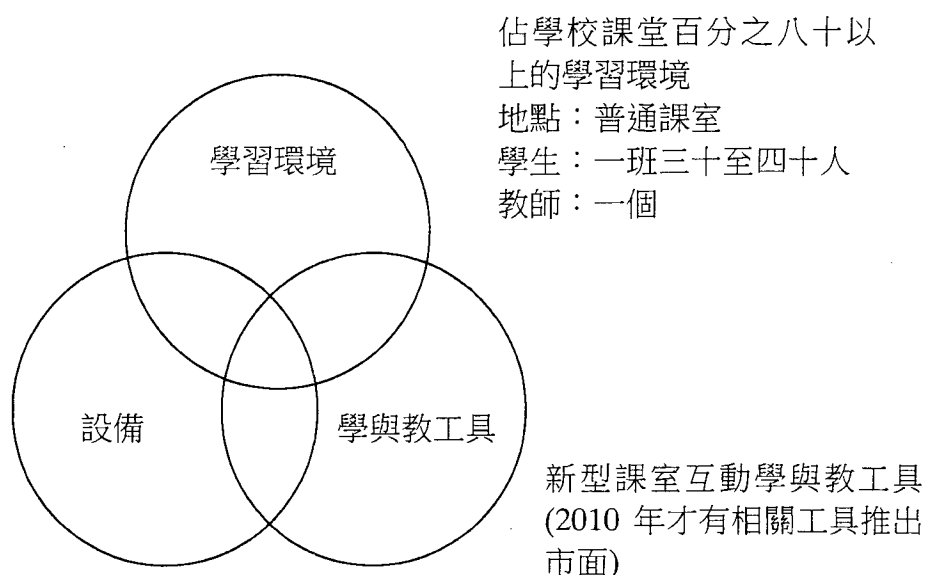 佔學校課堂百分之八十以
上的學習環境
地點：普通課室
學生：一班三十至四十人
教師：一個
學習環境
設備
學與教工具
新型課室互動學與教工具
(2010 年才有相關工具推出
市面)